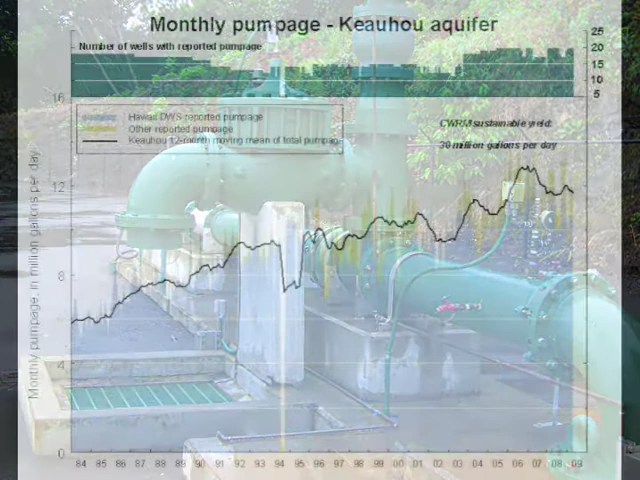 Monthly pumpage - Keauhou aquifer
Number of wells with reported pumpage
25
20
15
10
5
16
Hawaii DWS reported pumpage
Other reported pumpage
Keauhou 12-month moving mean of total pumpage
CWRM sustainable yield:
38 million gallons per day
12
8
4
0
Monthly pumpage, in million gallons per day
84 85 86 87 88 89 90 91 92 93 94 95 96 97 98 99 00 01 02 03 04 05 06 07 08 09